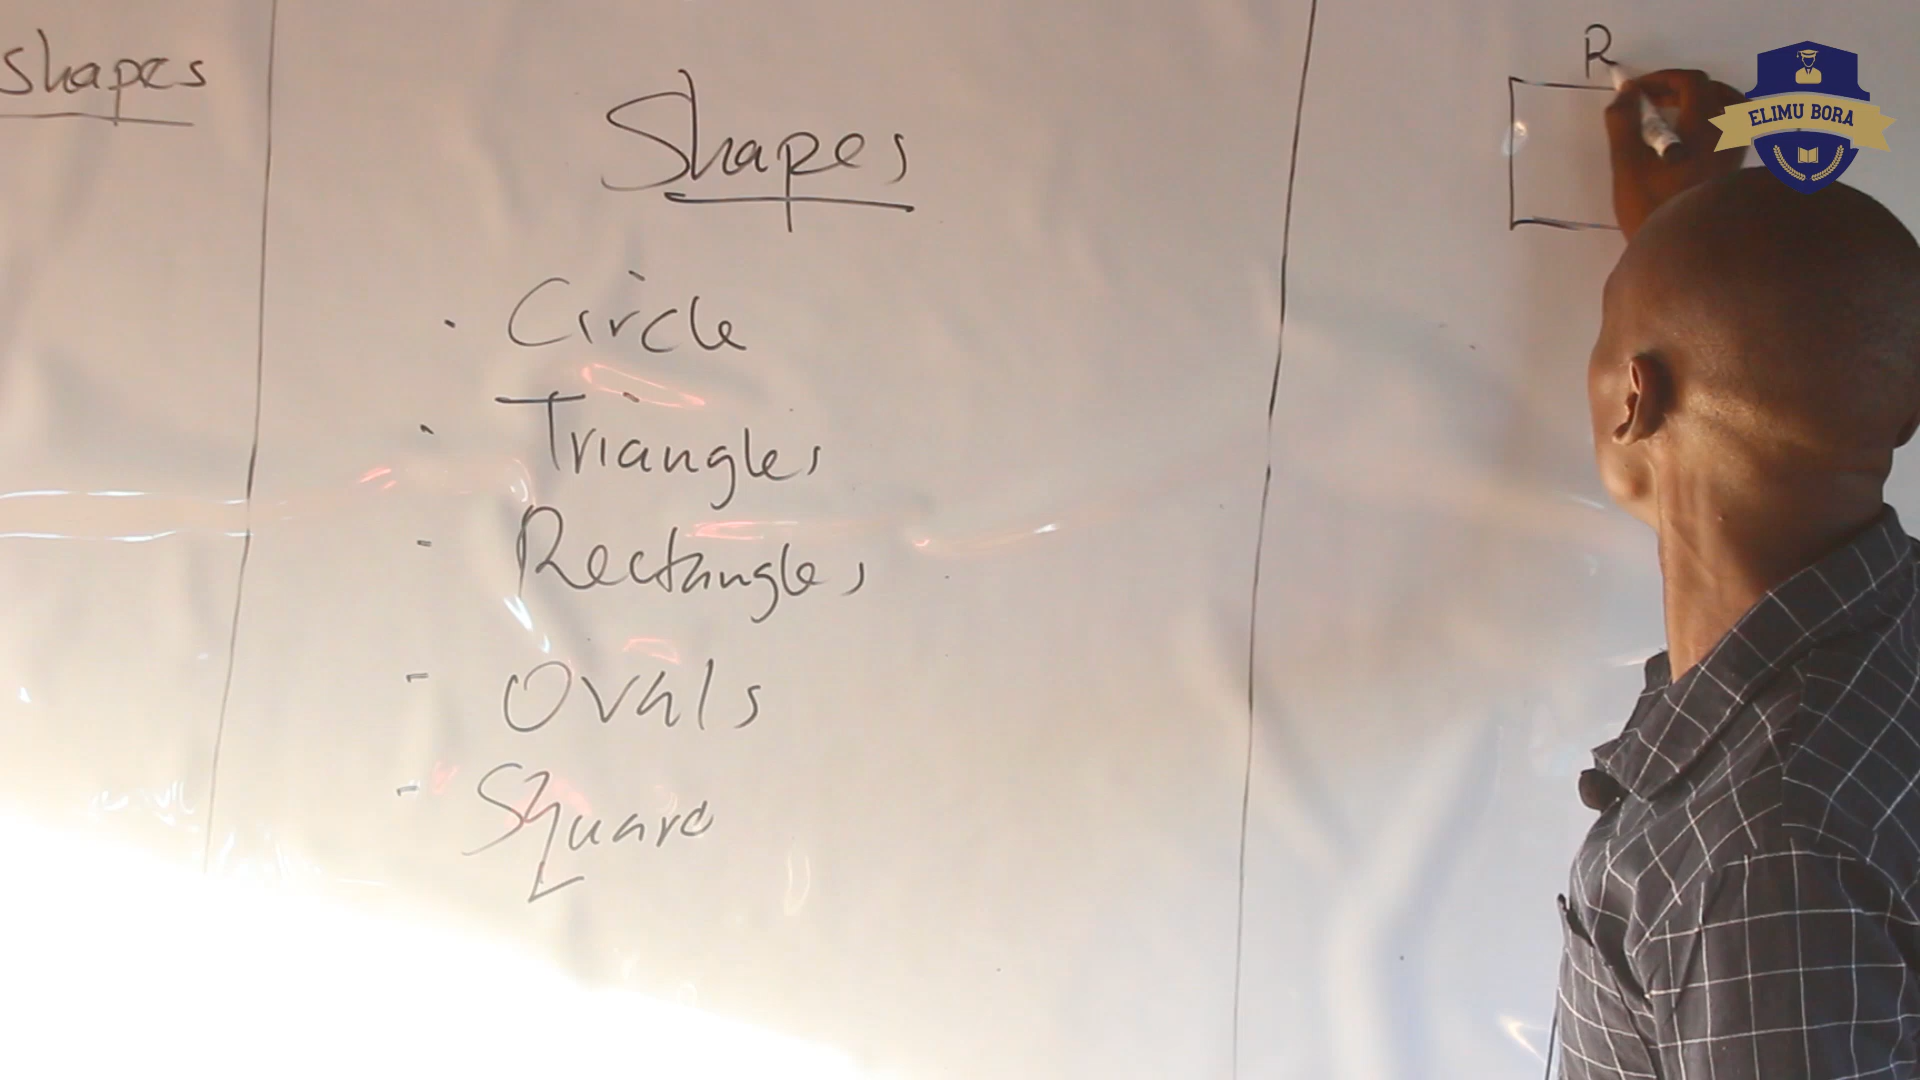 Shapes
Shapes
· Circle
· Triangles
- Rectangles
- Ovals
- Square
R
ELIMU BORA